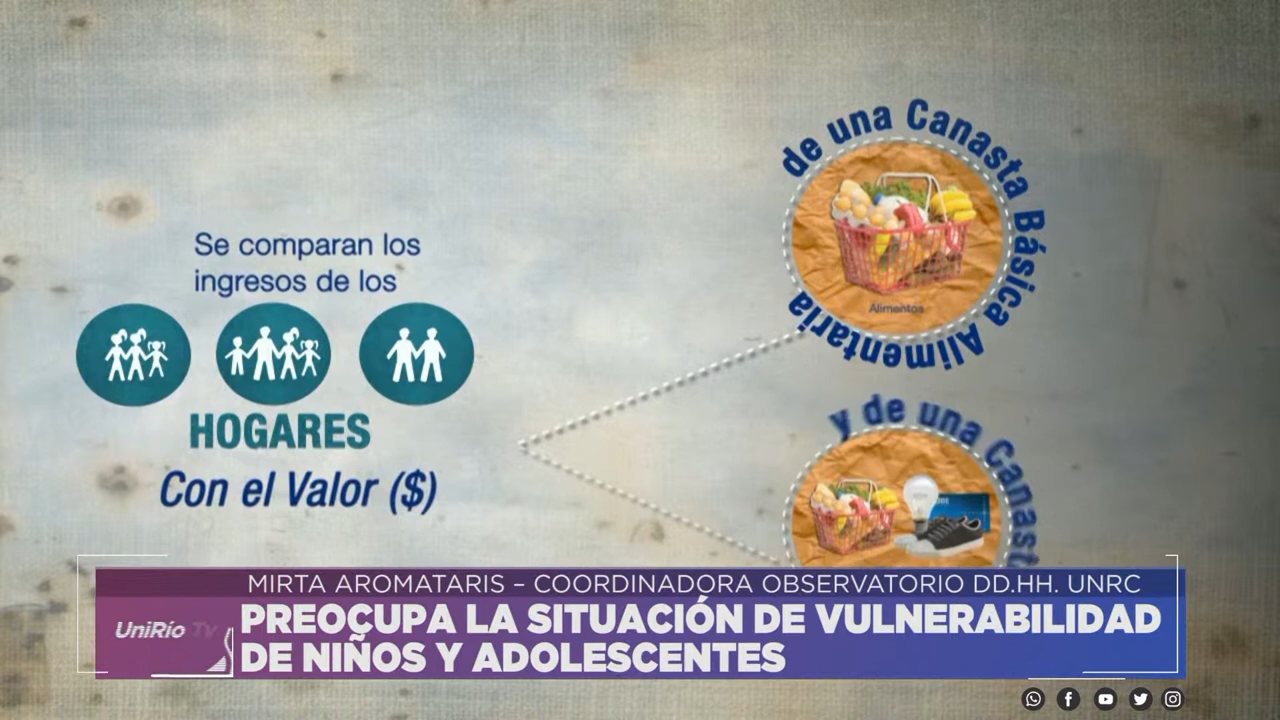 de una Canasta Básica Alimentaria
Alimentos
Se comparan los
ingresos de los
HOGARES
Con el Valor ($)
y de una Canast
MIRTA AROMATARIS – COORDINADORA OBSERVATORIO DD.HH. UNRC
UniRío Tv
PREOCUPA LA SITUACIÓN DE VULNERABILIDAD
DE NIÑOS Y ADOLESCENTES